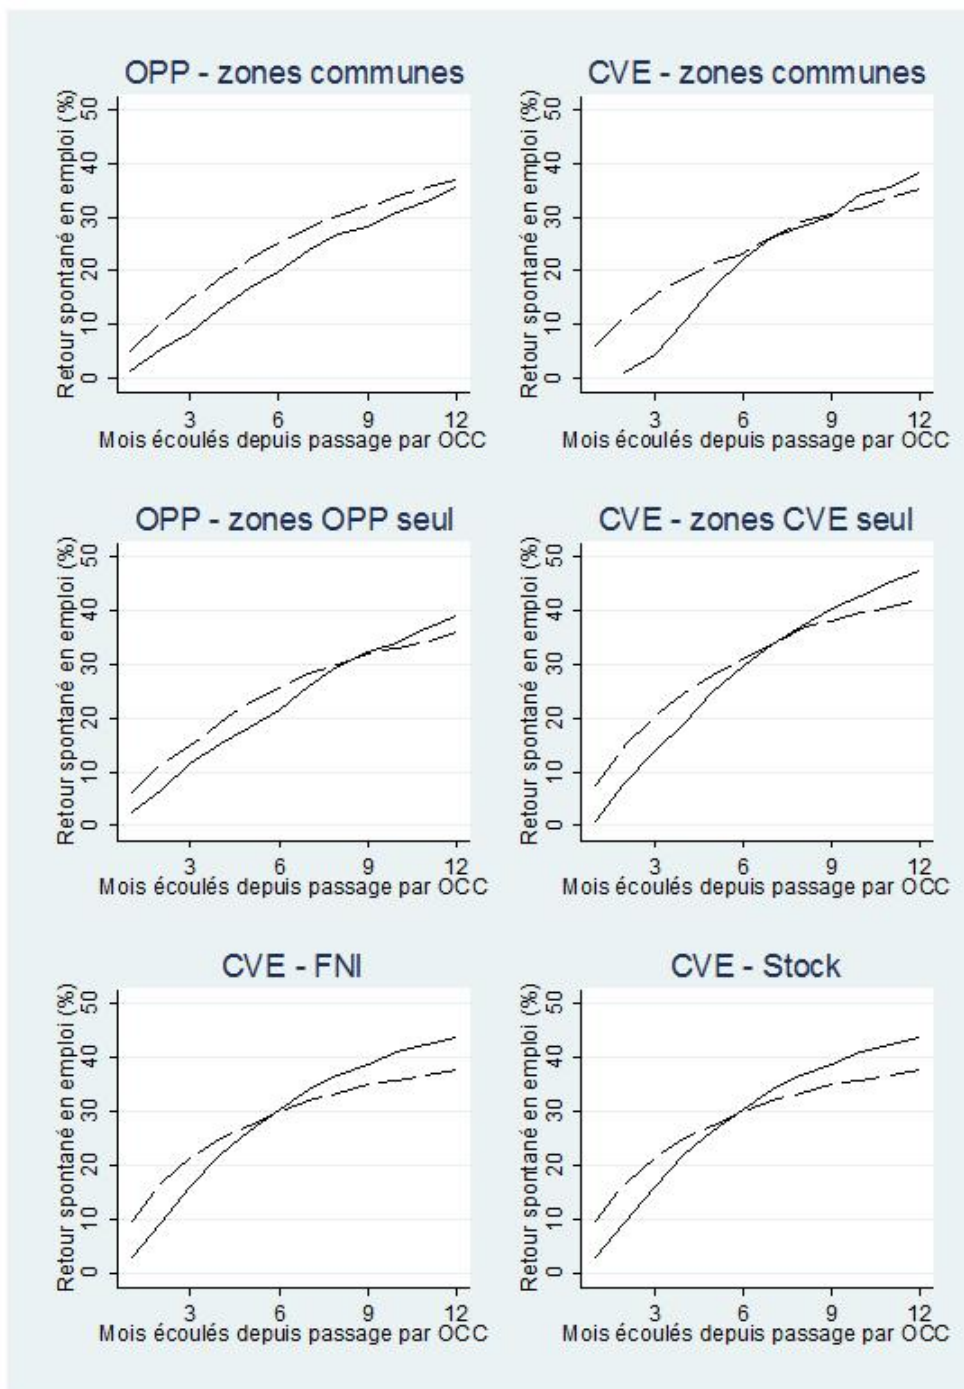 OPP - zones communes
Retour spontané en emploi (%)
50
40
30
20
10
0
3 6 9 12
Mois écoulés depuis passage par OCC
CVE - zones communes
Retour spontané en emploi (%)
50
40
30
20
10
0
3 6 9 12
Mois écoulés depuis passage par OCC
OPP - zones OPP seul
Retour spontané en emploi (%)
50
40
30
20
10
0
3 6 9 12
Mois écoulés depuis passage par OCC
CVE - zones CVE seul
Retour spontané en emploi (%)
50
40
30
20
10
0
3 6 9 12
Mois écoulés depuis passage par OCC
CVE - FNI
Retour spontané en emploi (%)
50
40
30
20
10
0
3 6 9 12
Mois écoulés depuis passage par OCC
CVE - Stock
Retour spontané en emploi (%)
50
40
30
20
10
0
3 6 9 12
Mois écoulés depuis passage par OCC